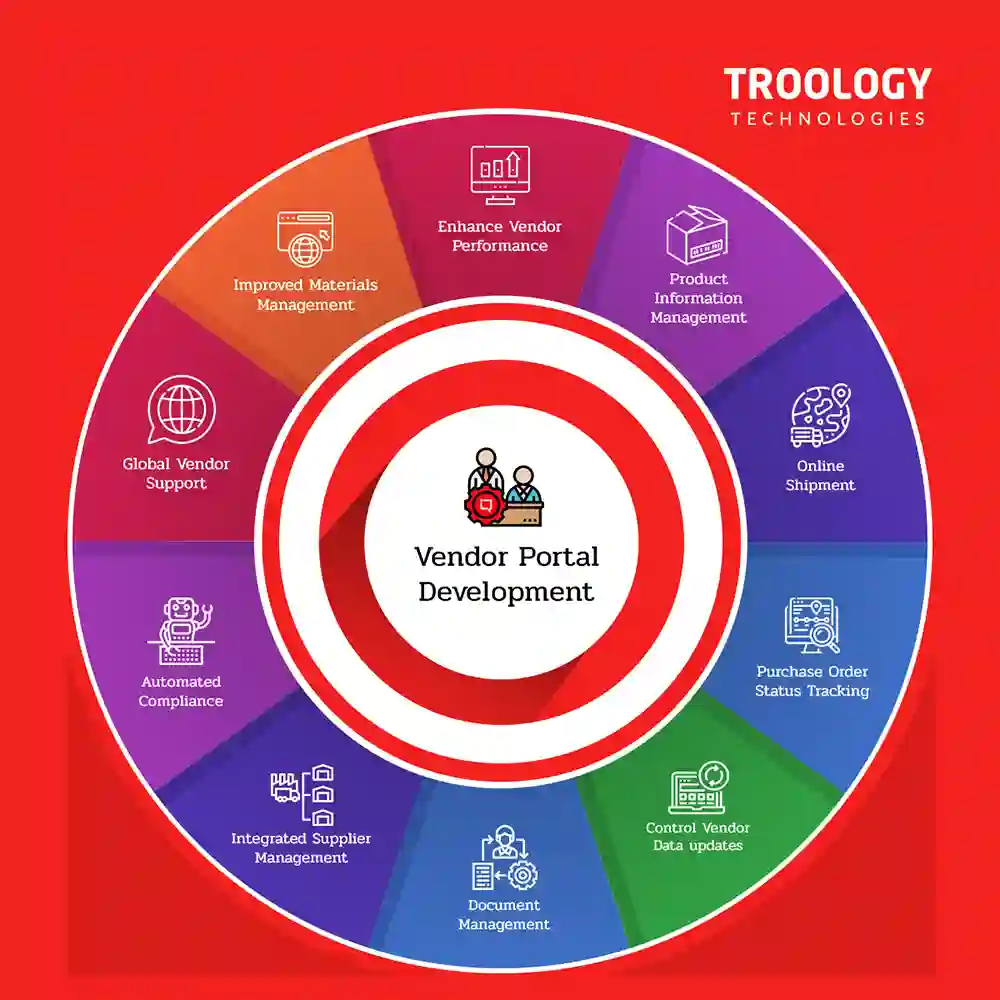 TROOLOGY
TECHNOLOGIES
Enhance Vendor
Performance
Product
Information
Management
Online
Shipment
Purchase Order
Status Tracking
Control Vendor
Data updates
Document
Management
Integrated Supplier
Management
Automated
Compliance
Global Vendor
Support
Improved Materials
Management
Vendor Portal
Development